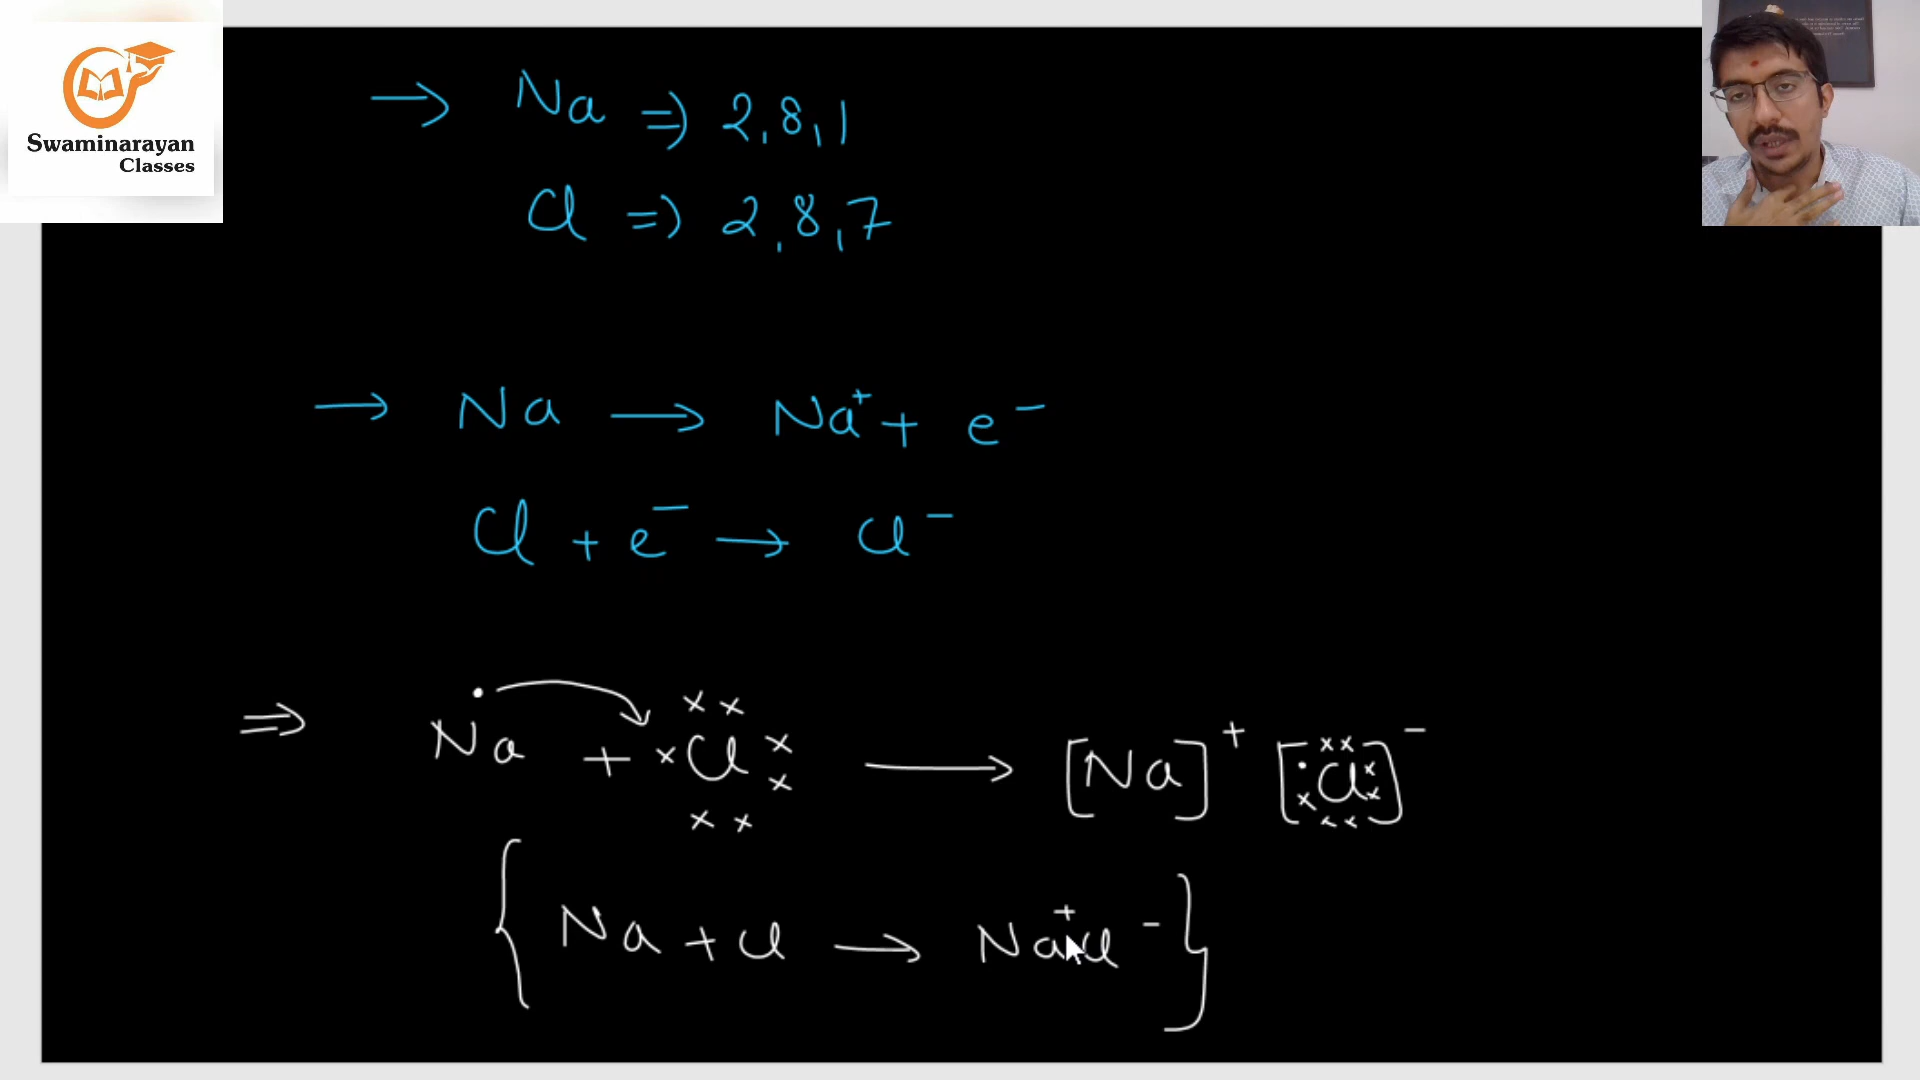 Swaminarayan
Classes
→ Na ⇒ 2,8,1
Cl ⇒ 2,8,7
→ Na → Na⁺ + e⁻
Cl + e⁻ → Cl⁻
⇒ Na + Cl → [Na]⁺ [Cl]⁻
{ Na + Cl → Na⁺Cl⁻ }